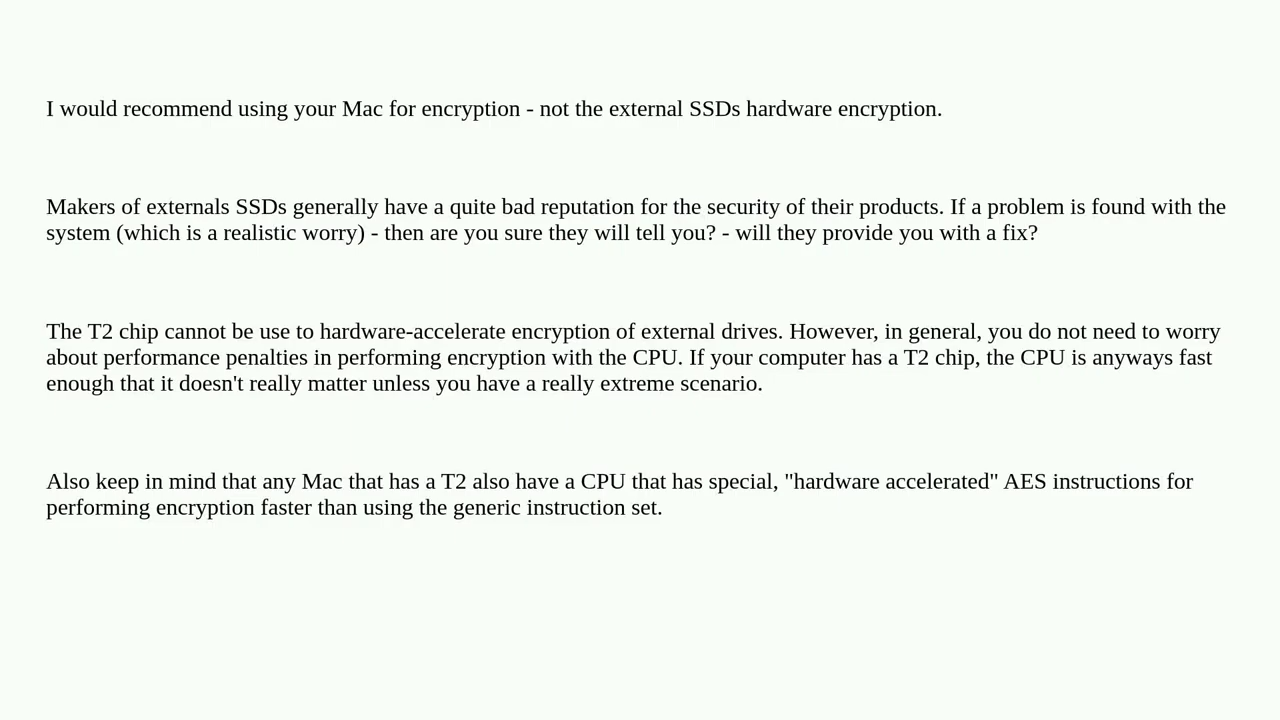 I would recommend using your Mac for encryption - not the external SSDs hardware encryption.
Makers of externals SSDs generally have a quite bad reputation for the security of their products. If a problem is found with the
system (which is a realistic worry) - then are you sure they will tell you? - will they provide you with a fix?
The T2 chip cannot be use to hardware-accelerate encryption of external drives. However, in general, you do not need to worry
about performance penalties in performing encryption with the CPU. If your computer has a T2 chip, the CPU is anyways fast
enough that it doesn't really matter unless you have a really extreme scenario.
Also keep in mind that any Mac that has a T2 also have a CPU that has special, "hardware accelerated" AES instructions for
performing encryption faster than using the generic instruction set.